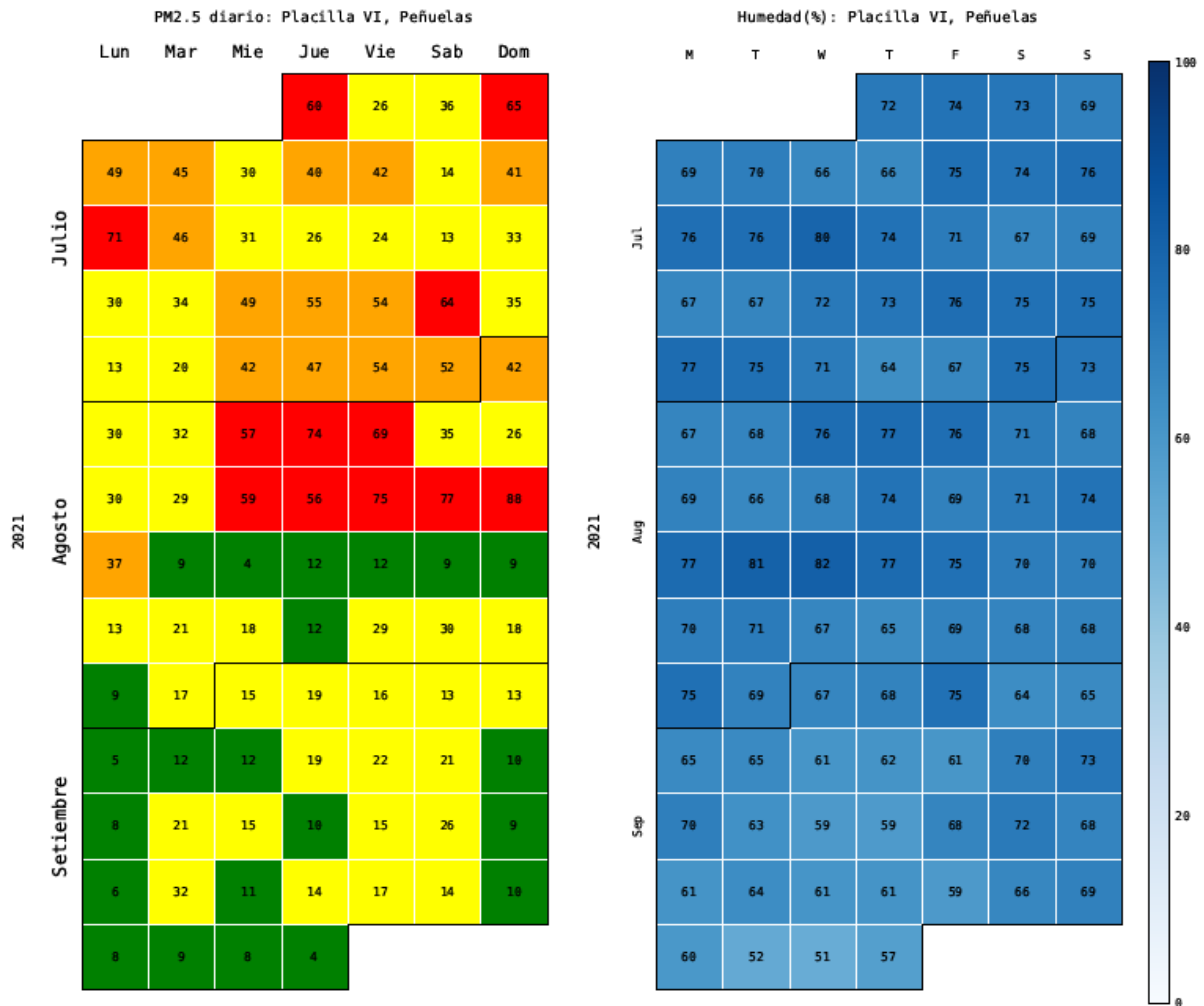 PM2.5 diario: Placilla VI, Peñuelas
Lun Mar Mie Jue Vie Sab Dom
60 26 36 65
49 45 30 40 42 14 41
71 46 31 26 24 13 33
30 34 49 55 54 64 35
13 20 42 47 54 52 42
30 32 57 74 69 35 26
30 29 59 56 75 77 88
37 9 4 12 12 9 9
13 21 18 12 29 30 18
9 17 15 19 16 13 13
5 12 12 19 22 21 10
8 21 15 10 15 26 9
6 32 11 14 17 14 10
8 9 8 4
Julio
Agosto
Setiembre
2021
Humedad(%): Placilla VI, Peñuelas
M T W T F S S
72 74 73 69
69 70 66 66 75 74 76
76 76 80 74 71 67 69
67 67 72 73 76 75 75
77 75 71 64 67 75 73
67 68 76 77 76 71 68
69 66 68 74 69 71 74
77 81 82 77 75 70 70
70 71 67 65 69 68 68
75 69 67 68 75 64 65
65 65 61 62 61 70 73
70 63 59 59 68 72 68
61 64 61 61 59 66 69
60 52 51 57
Jul
Aug
Sep
2021
100
80
60
40
20
0